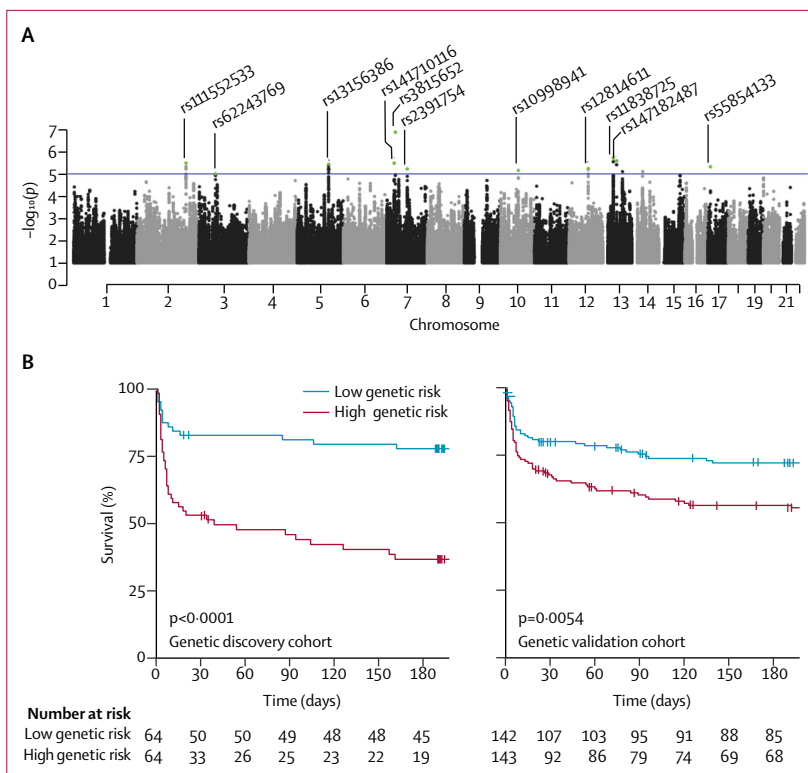 A
rs111552533
rs62243769
rs13156386
rs141710116
rs3815652
rs2391754
rs10998941
rs12814611
rs11838725
rs147182487
rs55854133
7
6
5
4
3
2
1
0
–log₁₀(p)
1 2 3 4 5 6 7 8 9 10 11 12 13 14 15 16 17 18 19 20 21 22
Chromosome
B
Low genetic risk
High genetic risk
100
75
50
25
0
Survival (%)
p<0·0001
Genetic discovery cohort
0 30 60 90 120 150 180
Time (days)
p=0·0054
Genetic validation cohort
0 30 60 90 120 150 180
Time (days)
Number at risk
Low genetic risk 64 50 50 49 48 48 45 142 107 103 95 91 88 85
High genetic risk 64 33 26 25 23 22 19 143 92 86 79 74 69 68